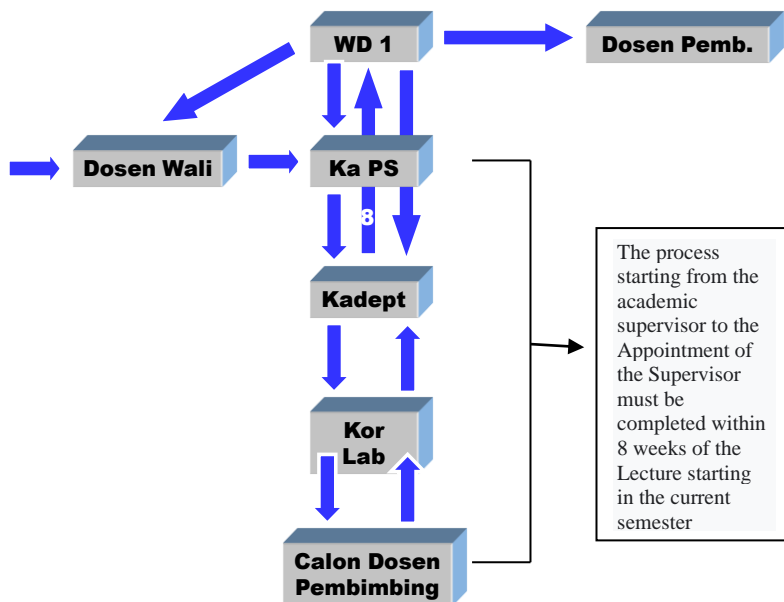 WD 1
Dosen Pemb.
Dosen Wali
Ka PS
8
Kadept
Kor
Lab
Calon Dosen
Pembimbing
The process
starting from the
academic
supervisor to the
Appointment of
the Supervisor
must be
completed within
8 weeks of the
Lecture starting
in the current
semester